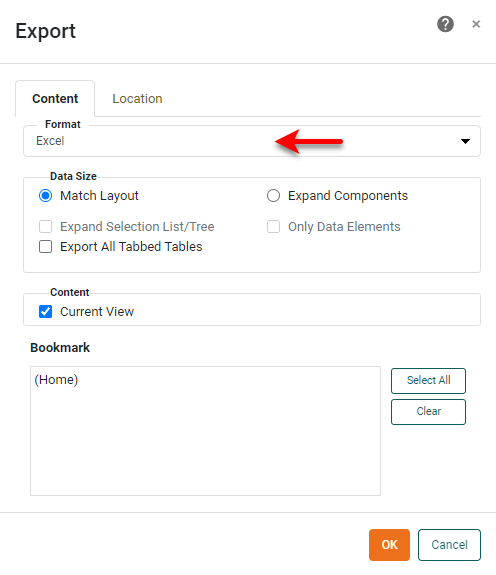 Export
? ×
Content Location
Format
Excel
Data Size
Match Layout Expand Components
Expand Selection List/Tree Only Data Elements
Export All Tabbed Tables
Content
Current View
Bookmark
(Home)
Select All
Clear
OK Cancel